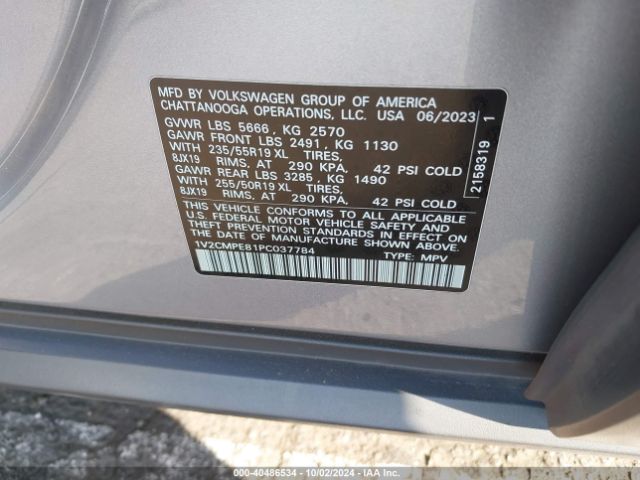 MFD BY VOLKSWAGEN GROUP OF AMERICA
CHATTANOOGA OPERATIONS, LLC. USA 06/2023
GVWR LBS 5666 , KG 2570
GAWR FRONT LBS 2491 , KG 1130
WITH 235/55R19 XL TIRES,
8JX19 RIMS, AT 290 KPA, 42 PSI COLD
GAWR REAR LBS 3285 , KG 1490
WITH 255/50R19 XL TIRES,
8JX19 RIMS, AT 290 KPA, 42 PSI COLD
THIS VEHICLE CONFORMS TO ALL APPLICABLE
U.S. FEDERAL MOTOR VEHICLE SAFETY AND
THEFT PREVENTION STANDARDS IN EFFECT ON
THE DATE OF MANUFACTURE SHOWN ABOVE.
1V2CMPE81PC037784 TYPE: MPV
2158319 1
000-40486534 - 10/02/2024 - IAA Inc.